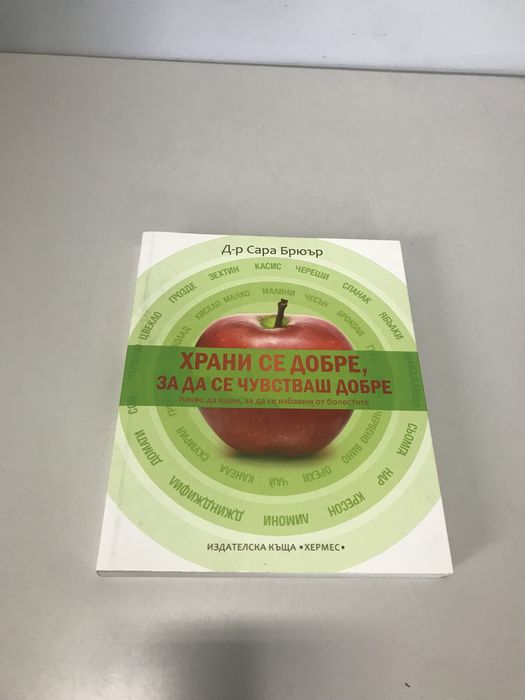 Д-р Сара Брюър
ХРАНИ СЕ ДОБРЕ,
ЗА ДА СЕ ЧУВСТВАШ ДОБРЕ
Какво да ядем, за да се избавим от болестите
СОЯ
ЦВЕКЛО
ГРОЗДЕ
ЗЕХТИН
КАСИС
ЧЕРЕШИ
СПАНАК
ЯБЪЛКИ
СЬОМГА
НАР
КРЕСОН
ЛИМОНИ
ДЖИНДЖИФИЛ
ДОМАТИ
КИСЕЛО МЛЯКО
МАЛИНИ
ЧЕСЪН
БРОКОЛИ
ЧЕРВЕНО ВИНО
ОРЕХИ
ЧАЙ
КАНЕЛА
СКУМРИЯ
ИЗДАТЕЛСКА КЪЩА •ХЕРМЕС•